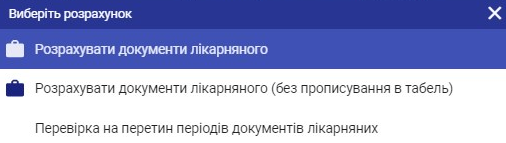 Виберіть розрахунок
Розрахувати документи лікарняного
Розрахувати документи лікарняного (без прописування в табель)
Перевірка на перетин періодів документів лікарняних